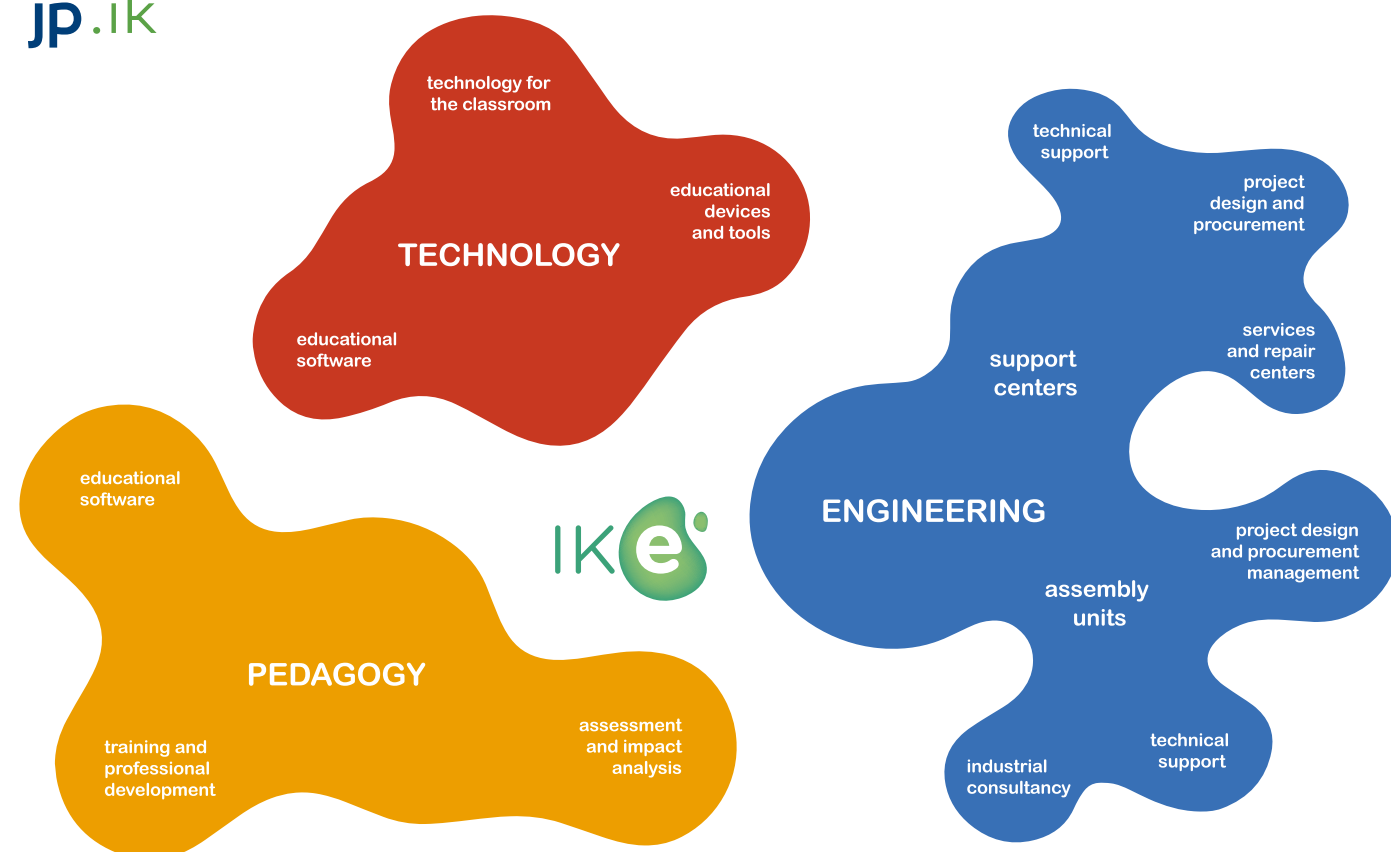 jp.ik
technology for
the classroom
educational
devices
and tools
TECHNOLOGY
educational
software
technical
support
project
design and
procurement
services
and repair
centers
support
centers
ENGINEERING
project design
and procurement
management
assembly
units
industrial
consultancy
technical
support
IKe
educational
software
PEDAGOGY
training and
professional
development
assessment
and impact
analysis